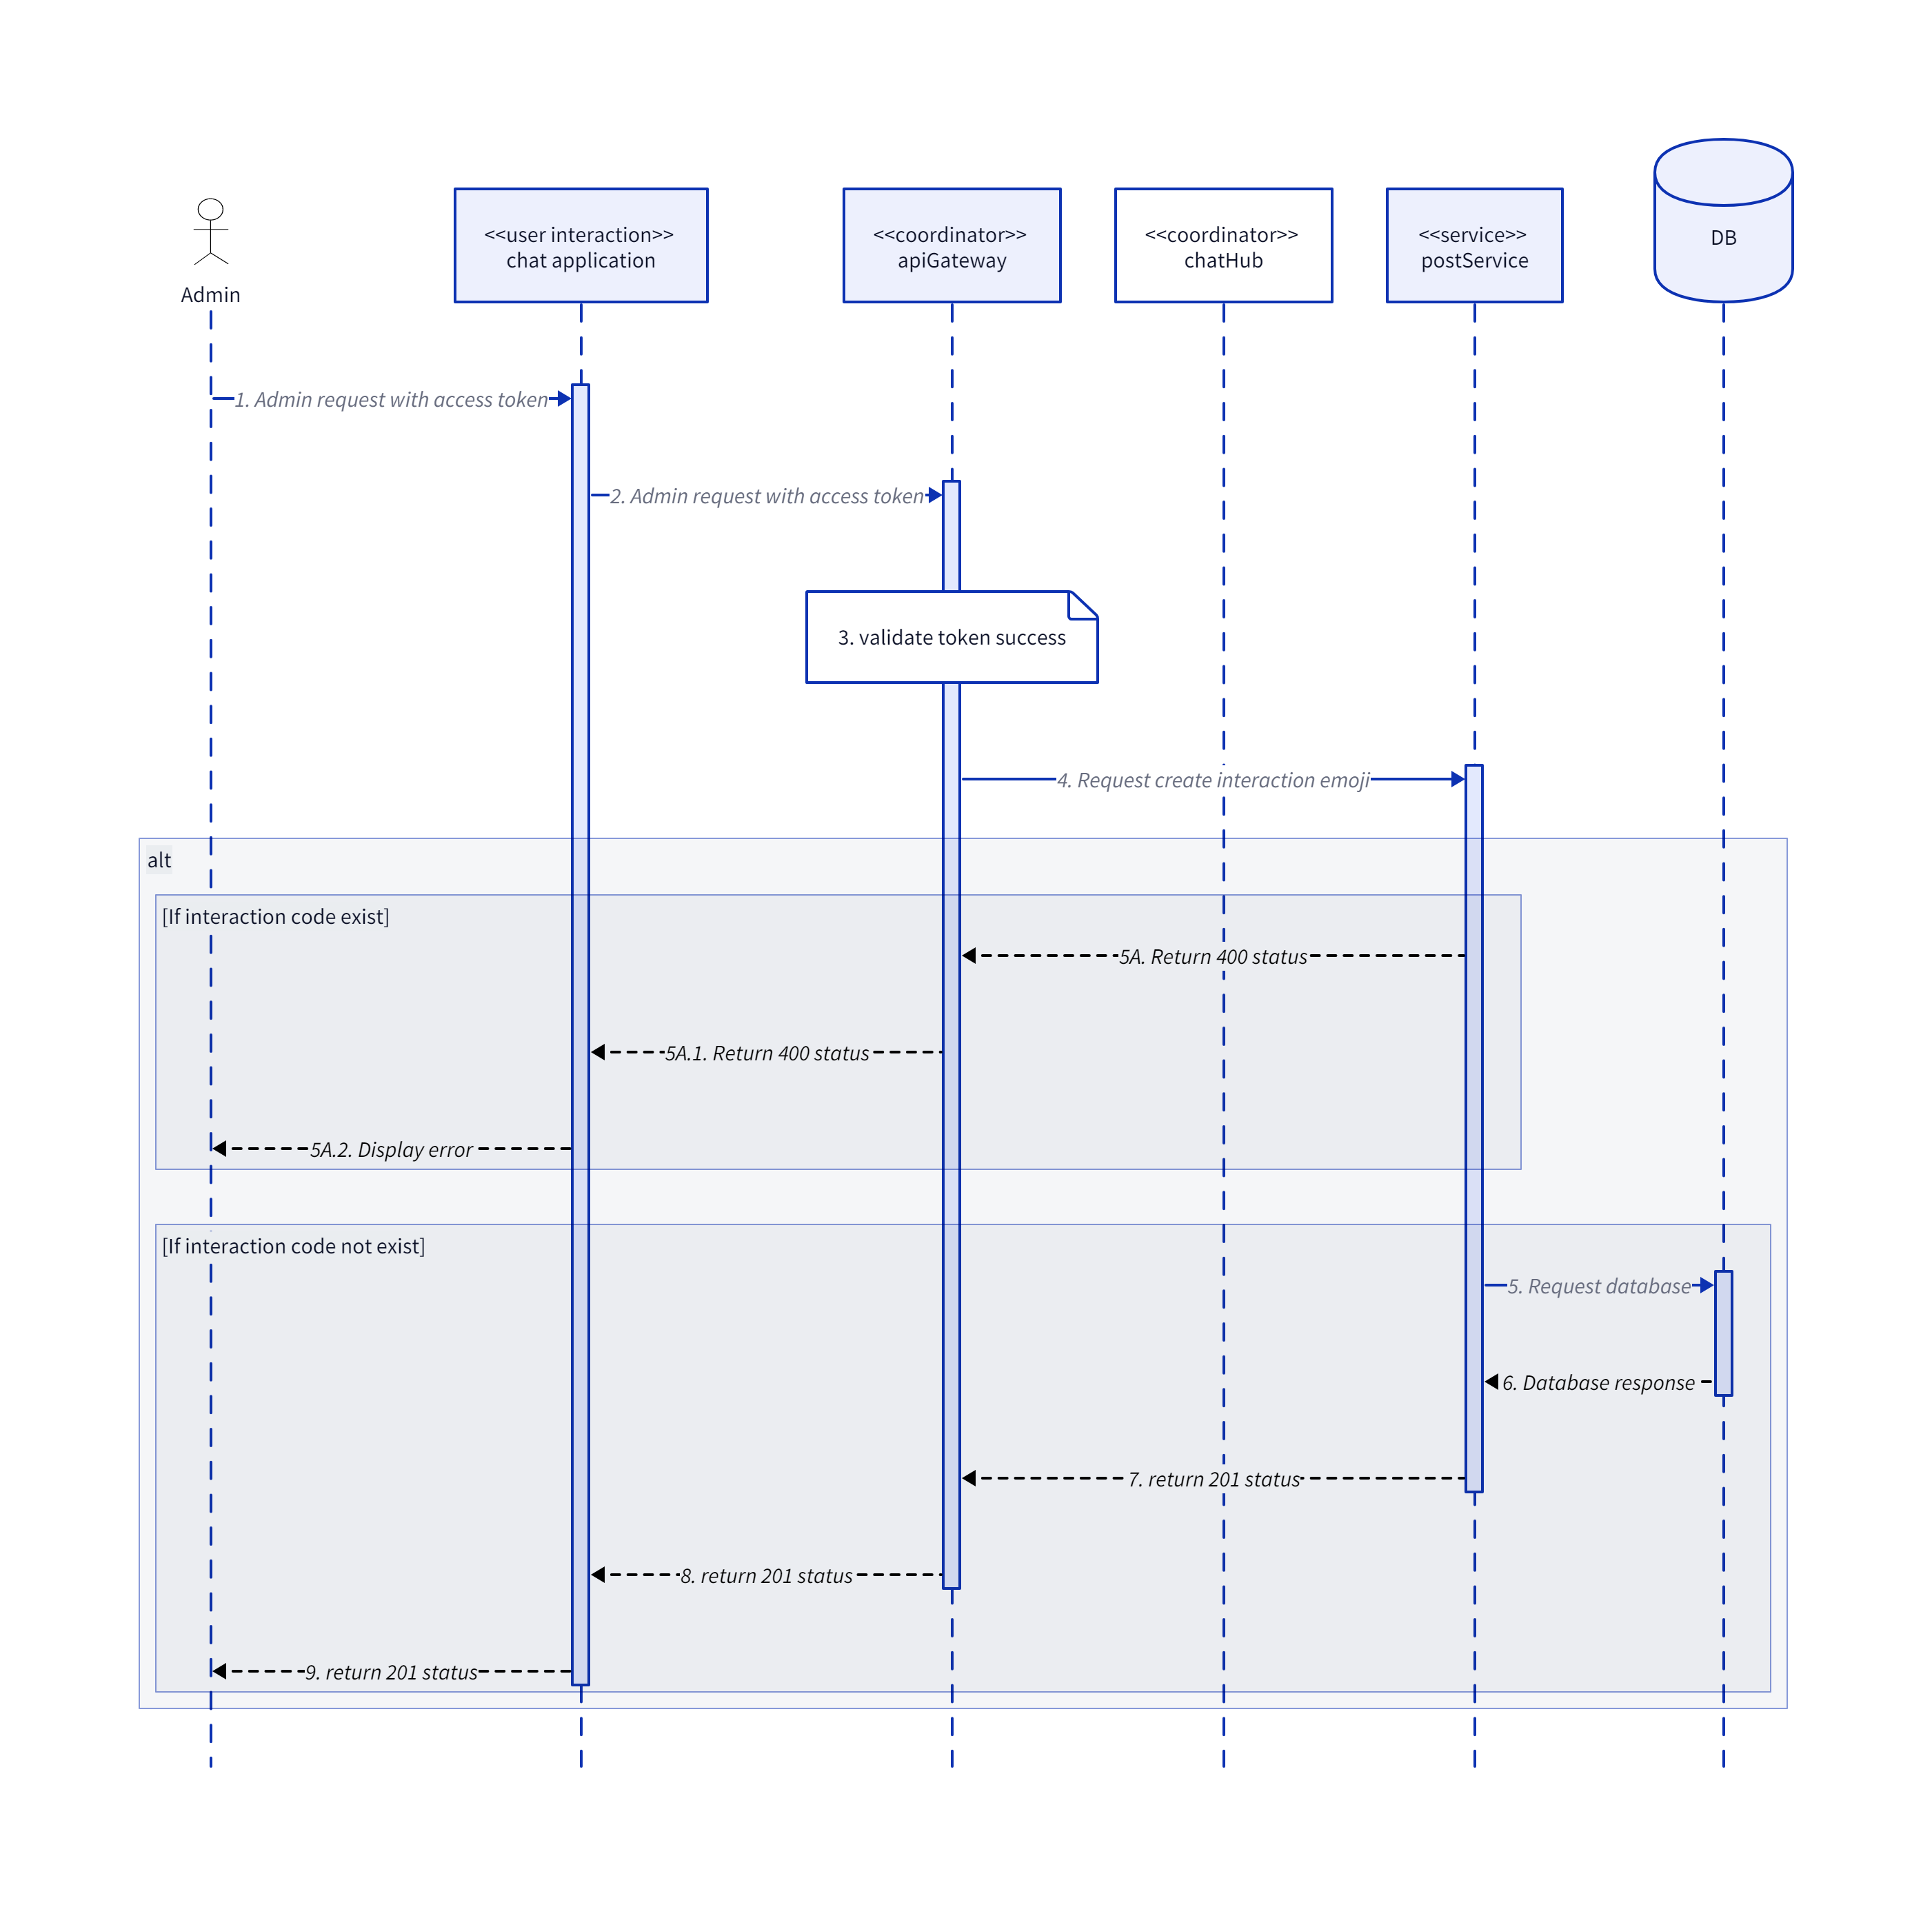 Admin
<<user interaction>>
chat application
<<coordinator>>
apiGateway
<<coordinator>>
chatHub
<<service>>
postService
DB
1. Admin request with access token
2. Admin request with access token
3. validate token success
4. Request create interaction emoji
alt
[If interaction code exist]
5A. Return 400 status
5A.1. Return 400 status
5A.2. Display error
[If interaction code not exist]
5. Request database
6. Database response
7. return 201 status
8. return 201 status
9. return 201 status